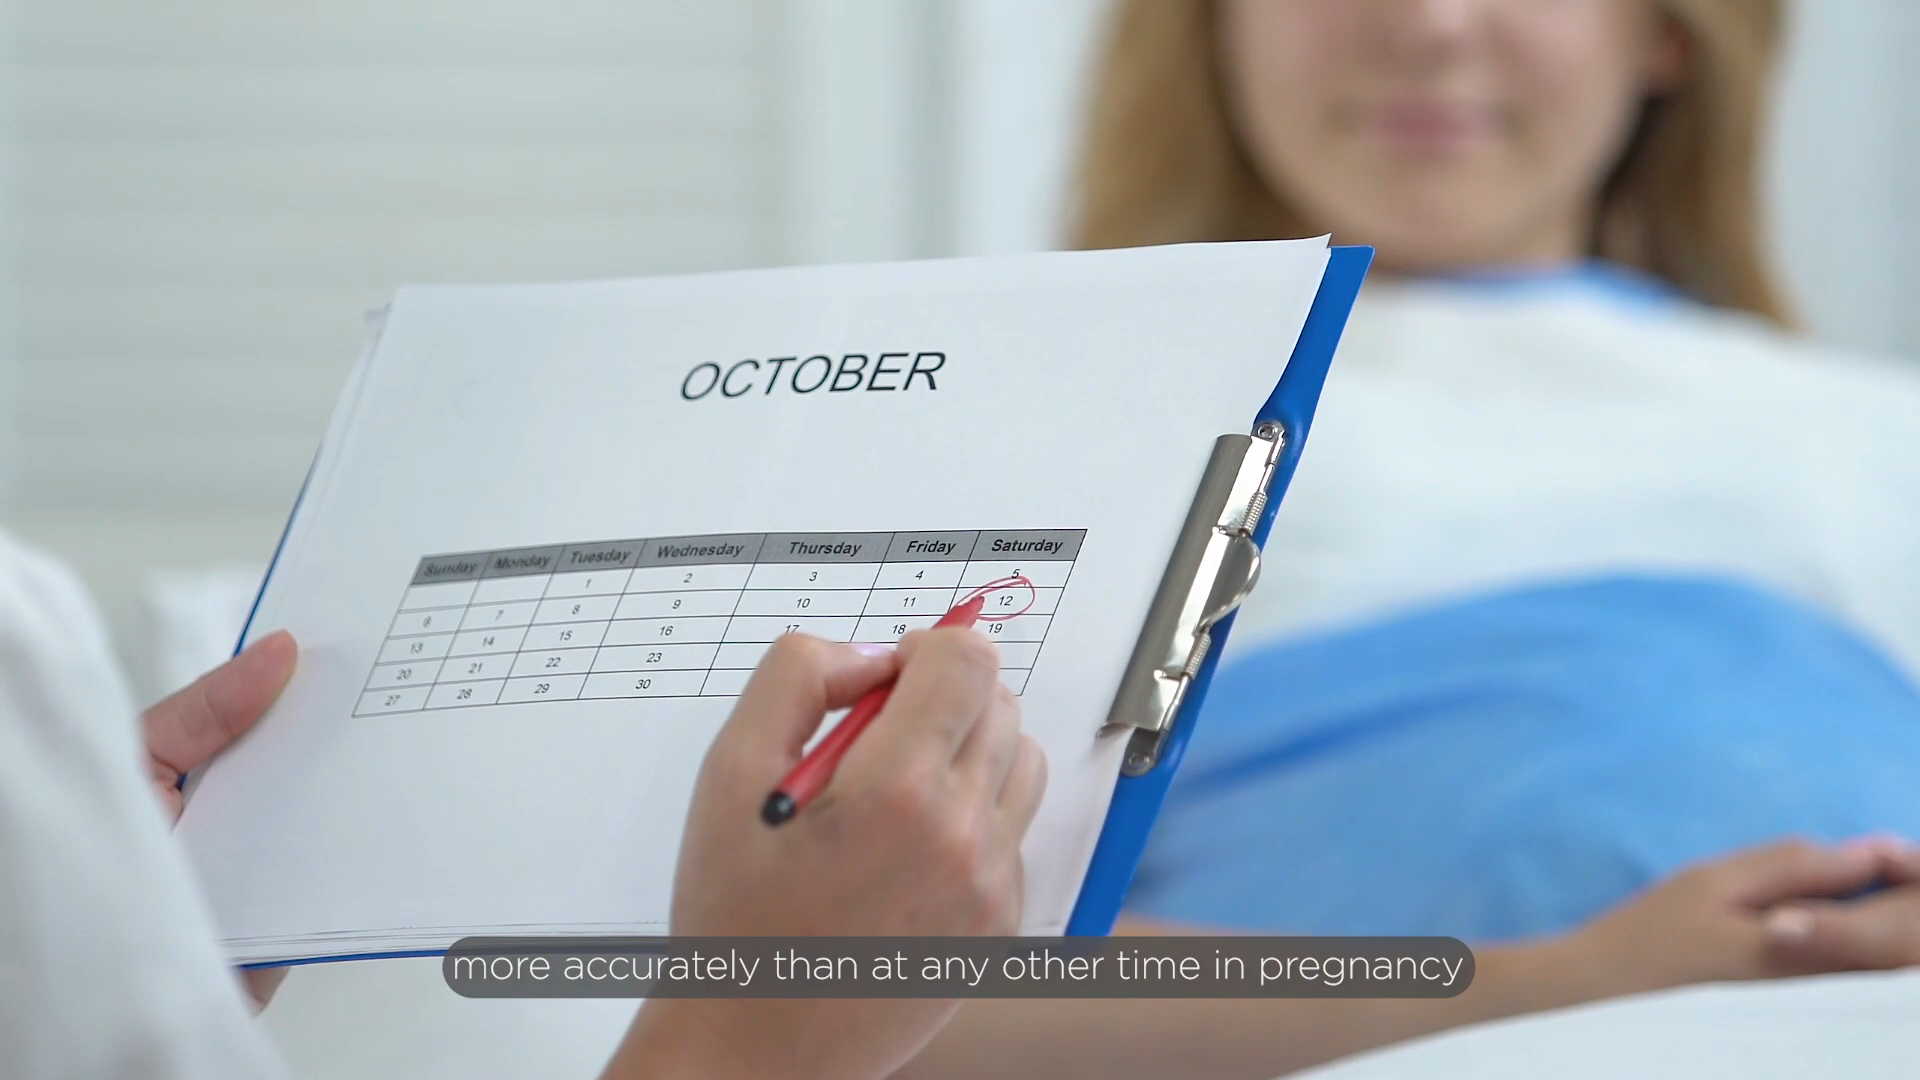 OCTOBER
Sunday Monday Tuesday Wednesday Thursday Friday Saturday
1 2 3 4 5
6 7 8 9 10 11 12
13 14 15 16 17 18 19
20 21 22 23
27 28 29 30
more accurately than at any other time in pregnancy